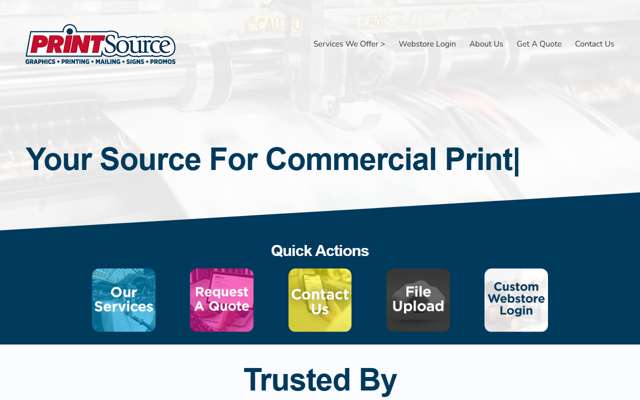 PRINTSource
GRAPHICS • PRINTING • MAILING • SIGNS • PROMOS
Services We Offer >
Webstore Login
About Us
Get A Quote
Contact Us
Your Source For Commercial Print|
Quick Actions
Our
Services
Request
A Quote
Contact
Us
File
Upload
Custom
Webstore
Login
Trusted By